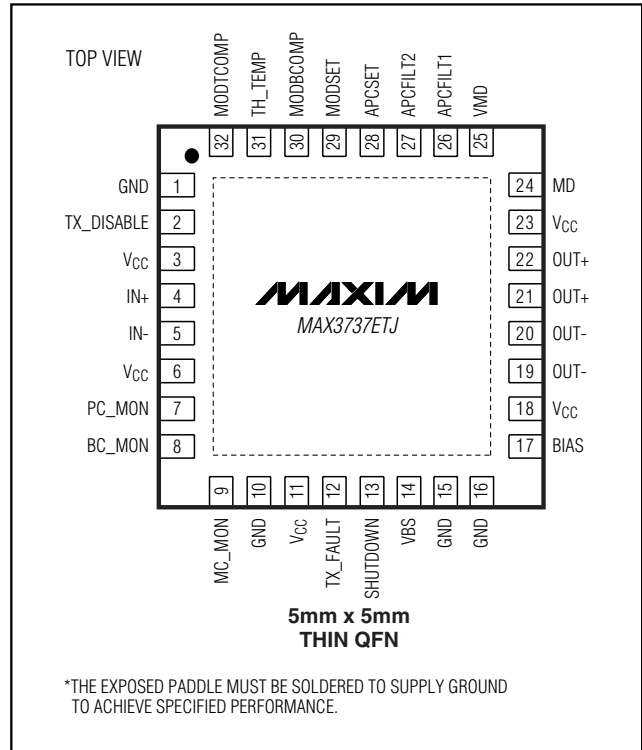 TOP VIEW
MODTCOMP
TH_TEMP
MODBCOMP
MODSET
APCSET
APCFILT2
APCFILT1
VMD
32 31 30 29 28 27 26 25
GND 1
TX_DISABLE 2
VCC 3
IN+ 4
IN- 5
VCC 6
PC_MON 7
BC_MON 8
MAXIM
MAX3737ETJ
24 MD
23 VCC
22 OUT+
21 OUT+
20 OUT-
19 OUT-
18 VCC
17 BIAS
9 10 11 12 13 14 15 16
MC_MON
GND
VCC
TX_FAULT
SHUTDOWN
VBS
GND
GND
5mm x 5mm
THIN QFN
*THE EXPOSED PADDLE MUST BE SOLDERED TO SUPPLY GROUND
TO ACHIEVE SPECIFIED PERFORMANCE.